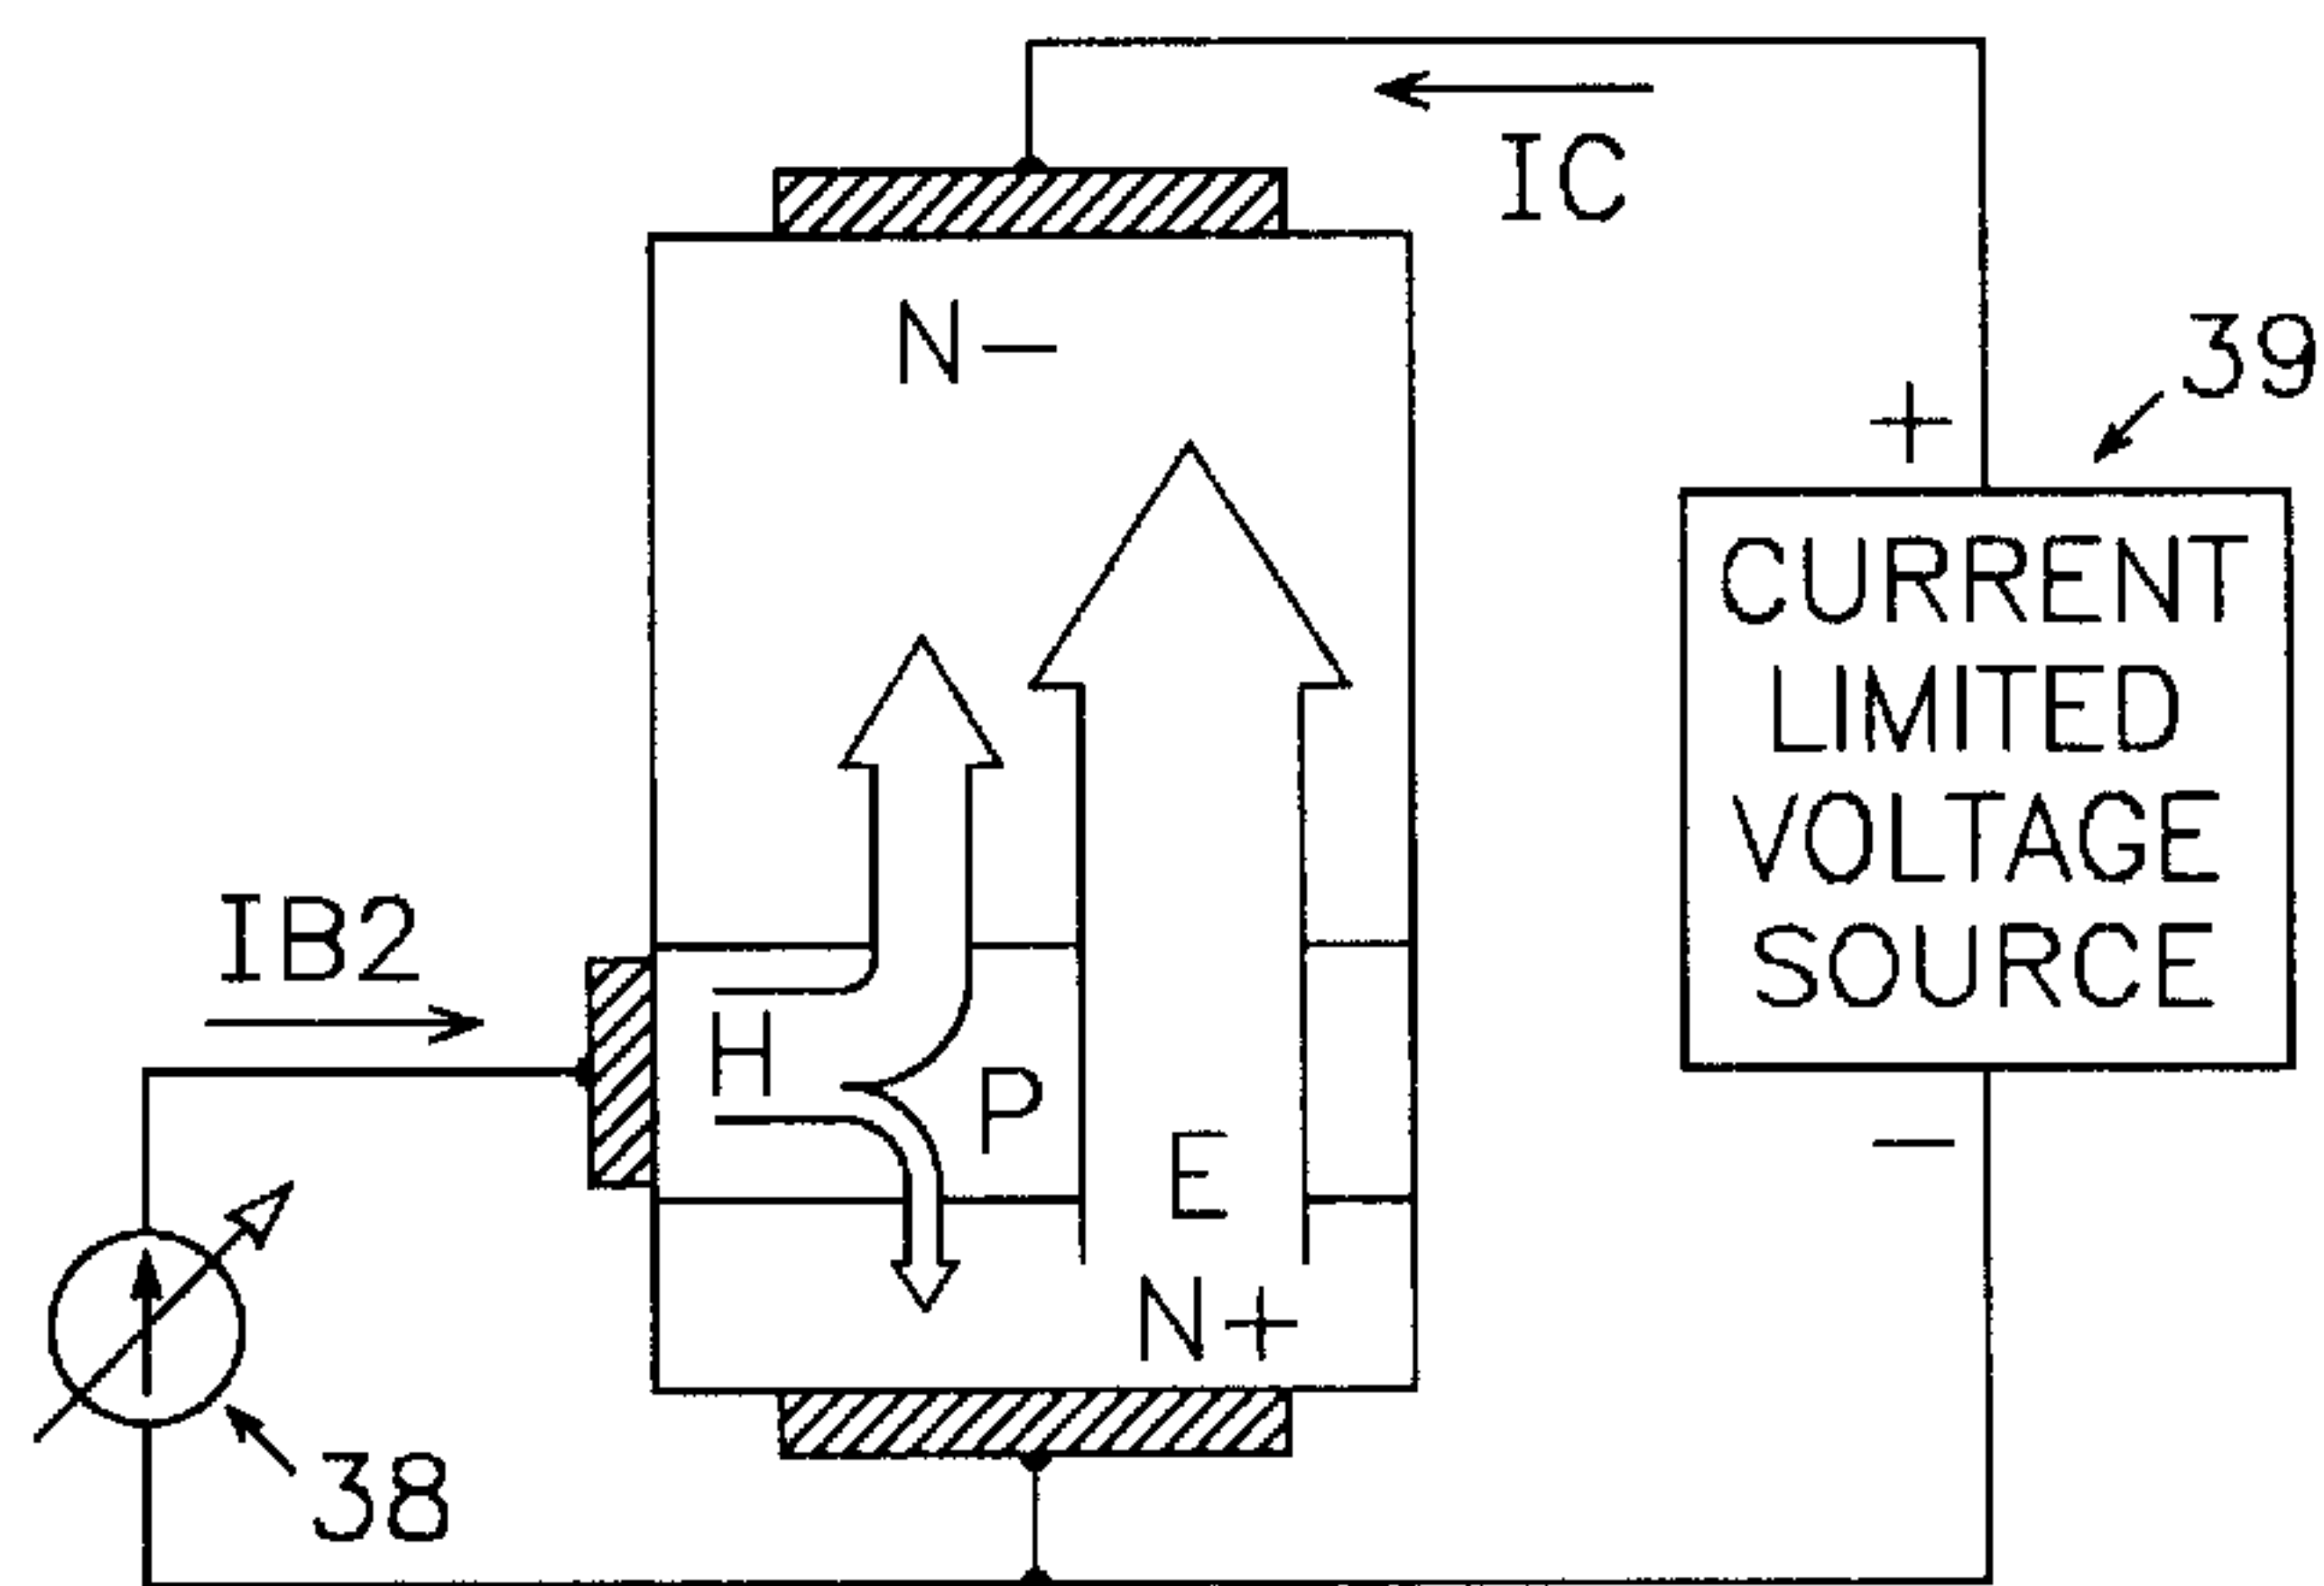 IC
N-
39
+
CURRENT
LIMITED
VOLTAGE
SOURCE
IB2
H
P
E
-
N+
38